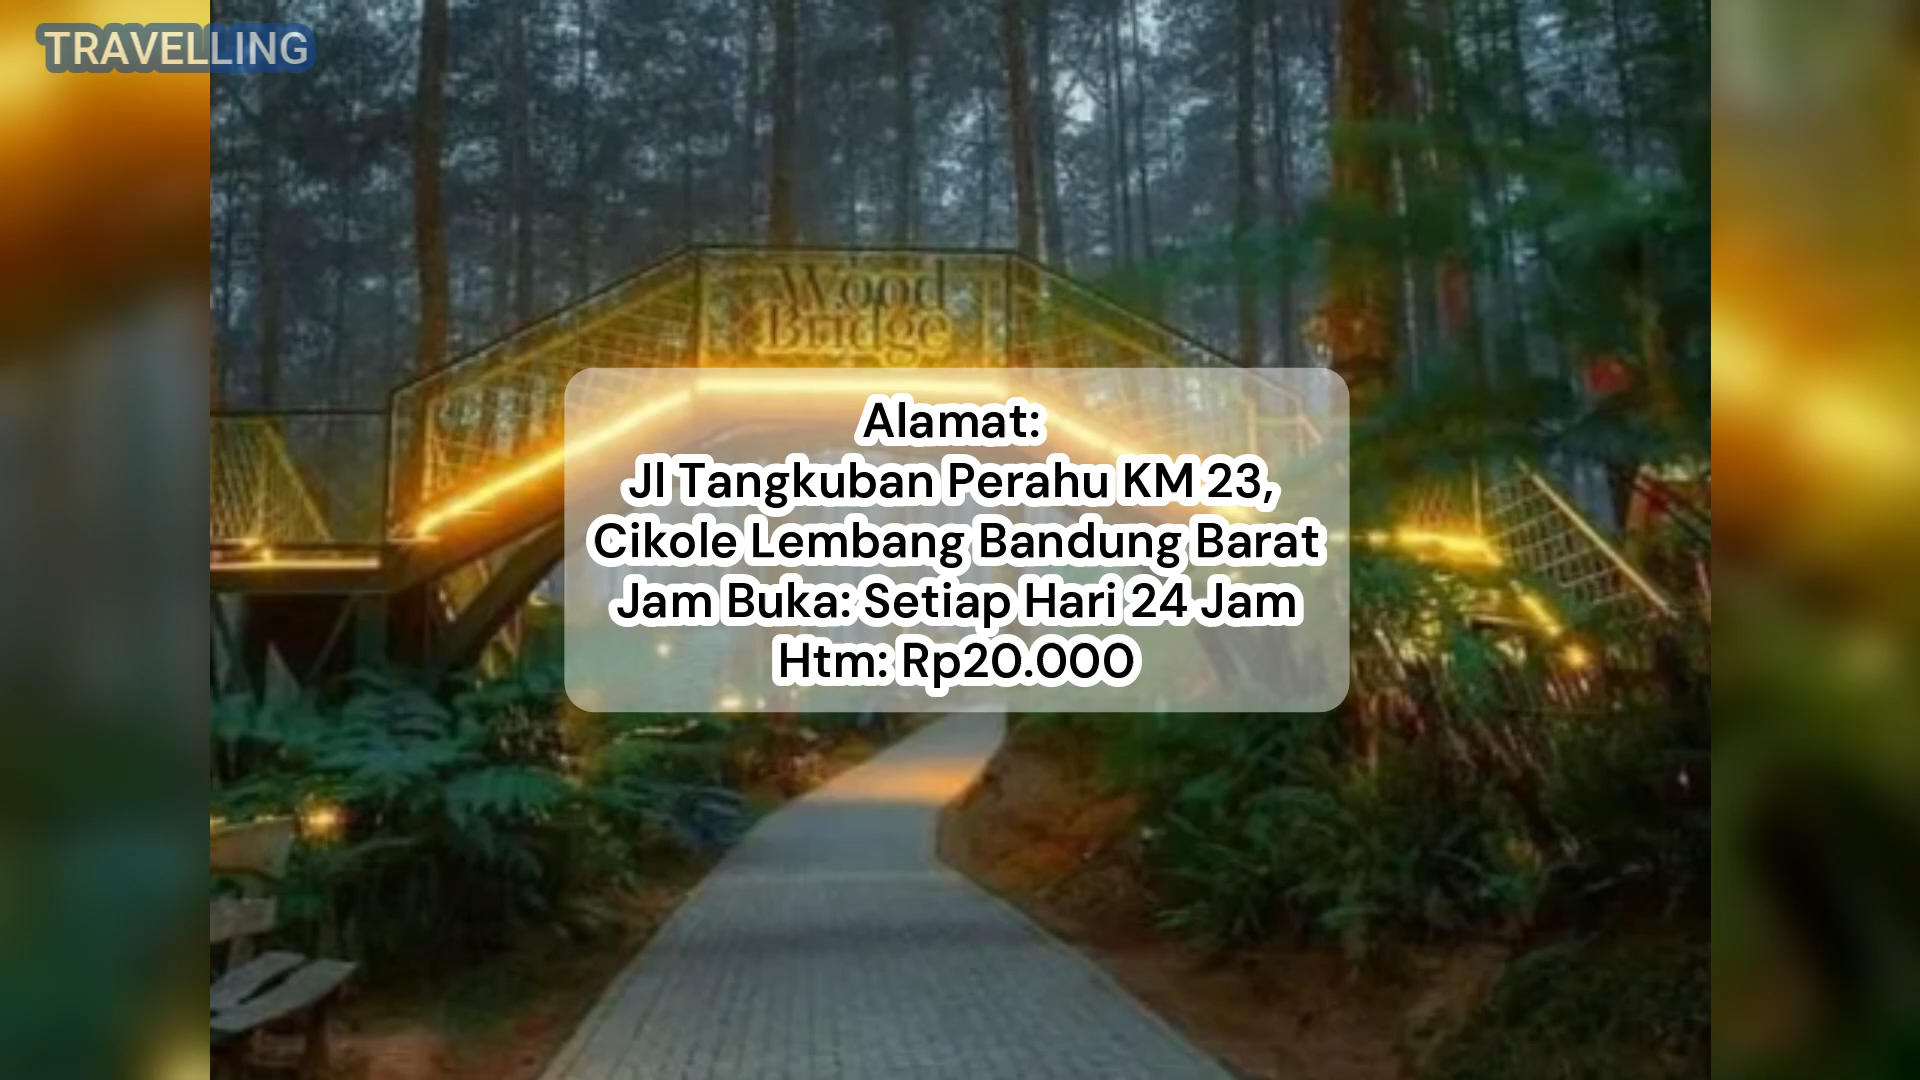 TRAVELLING
Wood
Bridge
Alamat:
Jl Tangkuban Perahu KM 23,
Cikole Lembang Bandung Barat
Jam Buka: Setiap Hari 24 Jam
Htm: Rp20.000